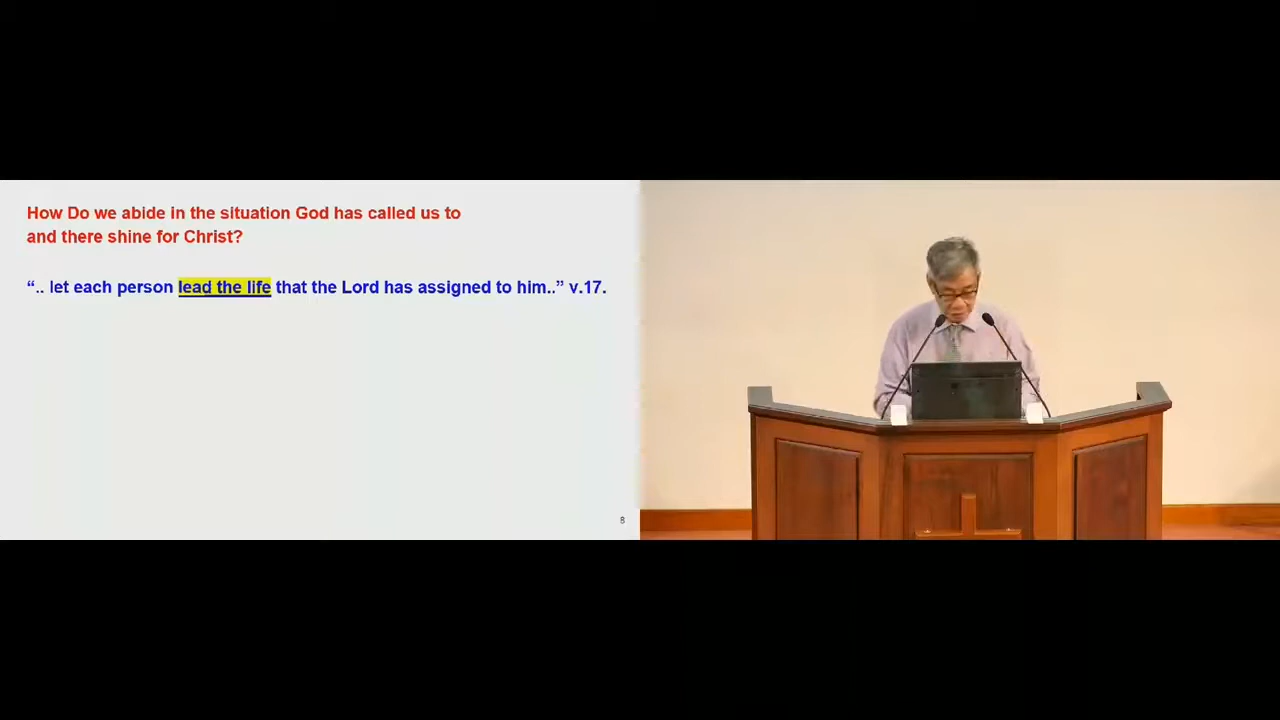 How Do we abide in the situation God has called us to
and there shine for Christ?
“.. let each person lead the life that the Lord has assigned to him..” v.17.
8